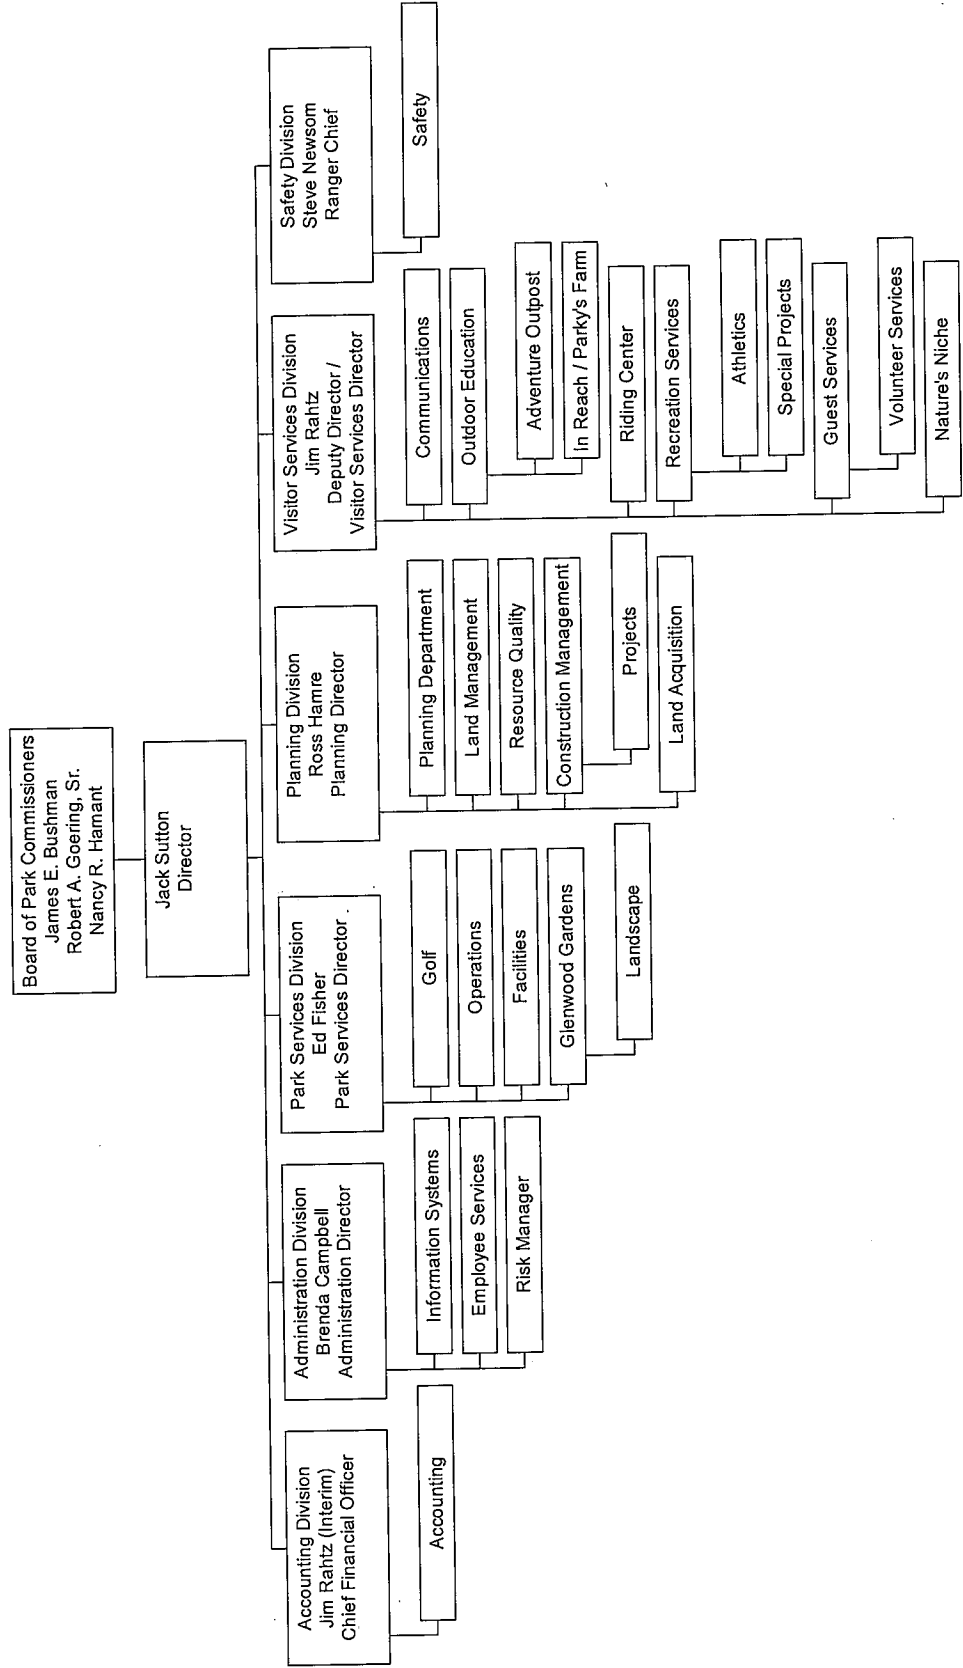 Board of Park Commissioners
James E. Bushman
Robert A. Goering, Sr.
Nancy R. Hamant
Jack Sutton
Director
Accounting Division
Jim Rahtz (Interim)
Chief Financial Officer
Accounting
Administration Division
Brenda Campbell
Administration Director
Information Systems
Employee Services
Risk Manager
Park Services Division
Ed Fisher
Park Services Director
Golf
Operations
Facilities
Glenwood Gardens
Landscape
Planning Division
Ross Hamre
Planning Director
Planning Department
Land Management
Resource Quality
Construction Management
Projects
Land Acquisition
Visitor Services Division
Jim Rahtz
Deputy Director /
Visitor Services Director
Communications
Outdoor Education
Adventure Outpost
In Reach / Parky's Farm
Riding Center
Recreation Services
Athletics
Special Projects
Guest Services
Volunteer Services
Nature's Niche
Safety Division
Steve Newsom
Ranger Chief
Safety